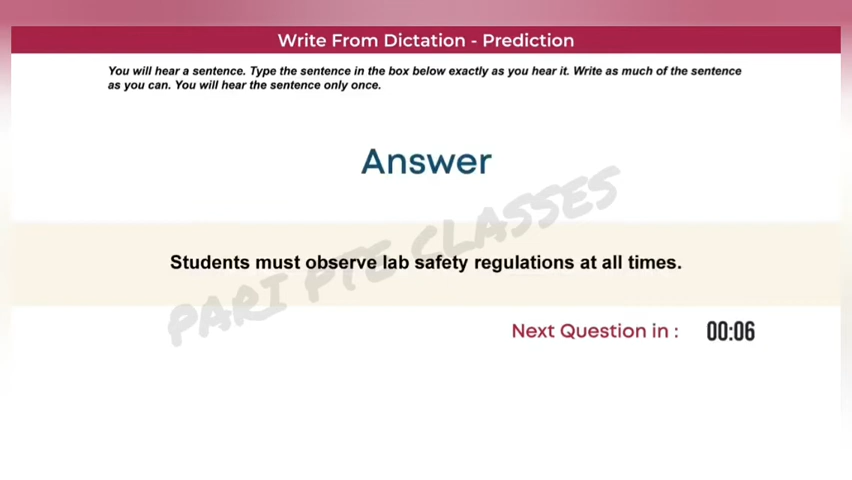 Write From Dictation - Prediction
You will hear a sentence. Type the sentence in the box below exactly as you hear it. Write as much of the sentence
as you can. You will hear the sentence only once.
Answer
PARI PTE CLASSES
Students must observe lab safety regulations at all times.
Next Question in : 00:06